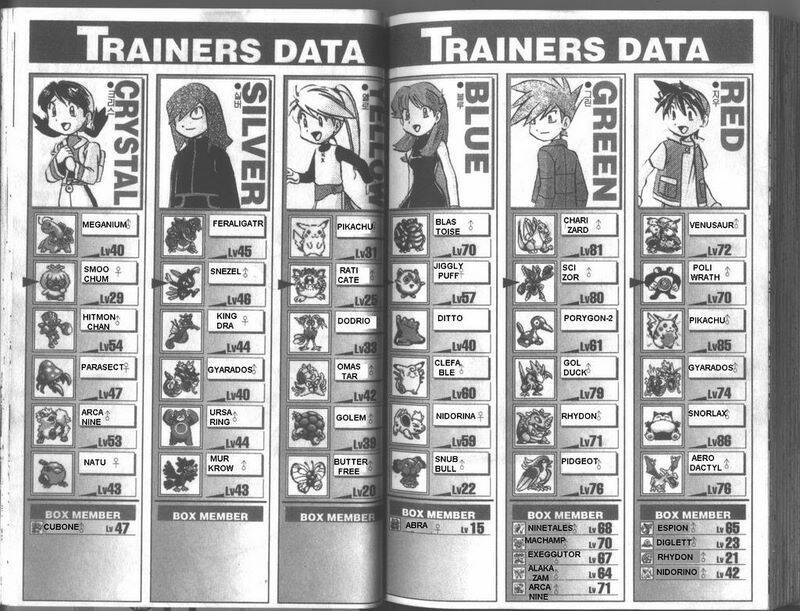 TRAINERS DATA
CRYSTAL
MEGANIUM♂
Lv40
SMOO
CHUM ♀
Lv29
HITMON
CHAN ♂
Lv54
PARASECT♂
Lv47
ARCA
NINE ♂
Lv53
NATU ♀
Lv43
BOX MEMBER
CUBONE♂ Lv 47
SILVER
FERALIGATR
Lv45
SNEZEL♂
Lv46
KING
DRA ♀
Lv44
GYARADOS♂
Lv40
URSA
RING ♂
Lv44
MUR
KROW ♂
Lv43
BOX MEMBER
YELLOW
PIKACHU
Lv31
RATI
CATE ♂
Lv25
DODRIO
Lv33
OMAS
TAR ♂
Lv42
GOLEM ♂
Lv39
BUTTER
FREE ♂
Lv20
BOX MEMBER
TRAINERS DATA
BLUE
BLAS
TOISE ♂
Lv70
JIGGLY
PUFF ♀
Lv57
DITTO
Lv40
CLEFA
BLE ♂
Lv60
NIDORINA ♀
Lv59
SNUB
BULL ♂
Lv22
BOX MEMBER
ABRA ♀ Lv 15
GREEN
CHARI
ZARD ♂
Lv81
SCI
ZOR ♂
Lv80
PORYGON-2
Lv61
GOL
DUCK ♂
Lv79
RHYDON♂
Lv71
PIDGEOT ♂
Lv76
BOX MEMBER
NINETALES♂ Lv 68
MACHAMP ♂ Lv 70
EXEGGUTOR Lv 67
ALAKA
ZAM ♂ Lv 64
ARCA
NINE ♂ Lv 71
RED
VENUSAUR♂
Lv72
POLI
WRATH ♂
Lv70
PIKACHU♂
Lv85
GYARADOS♂
Lv74
SNORLAX♂
Lv86
AERO
DACTYL ♂
Lv76
BOX MEMBER
ESPION ♂ Lv 65
DIGLETT ♂ Lv 23
RHYDON ♂ Lv 21
NIDORINO ♂ Lv 42